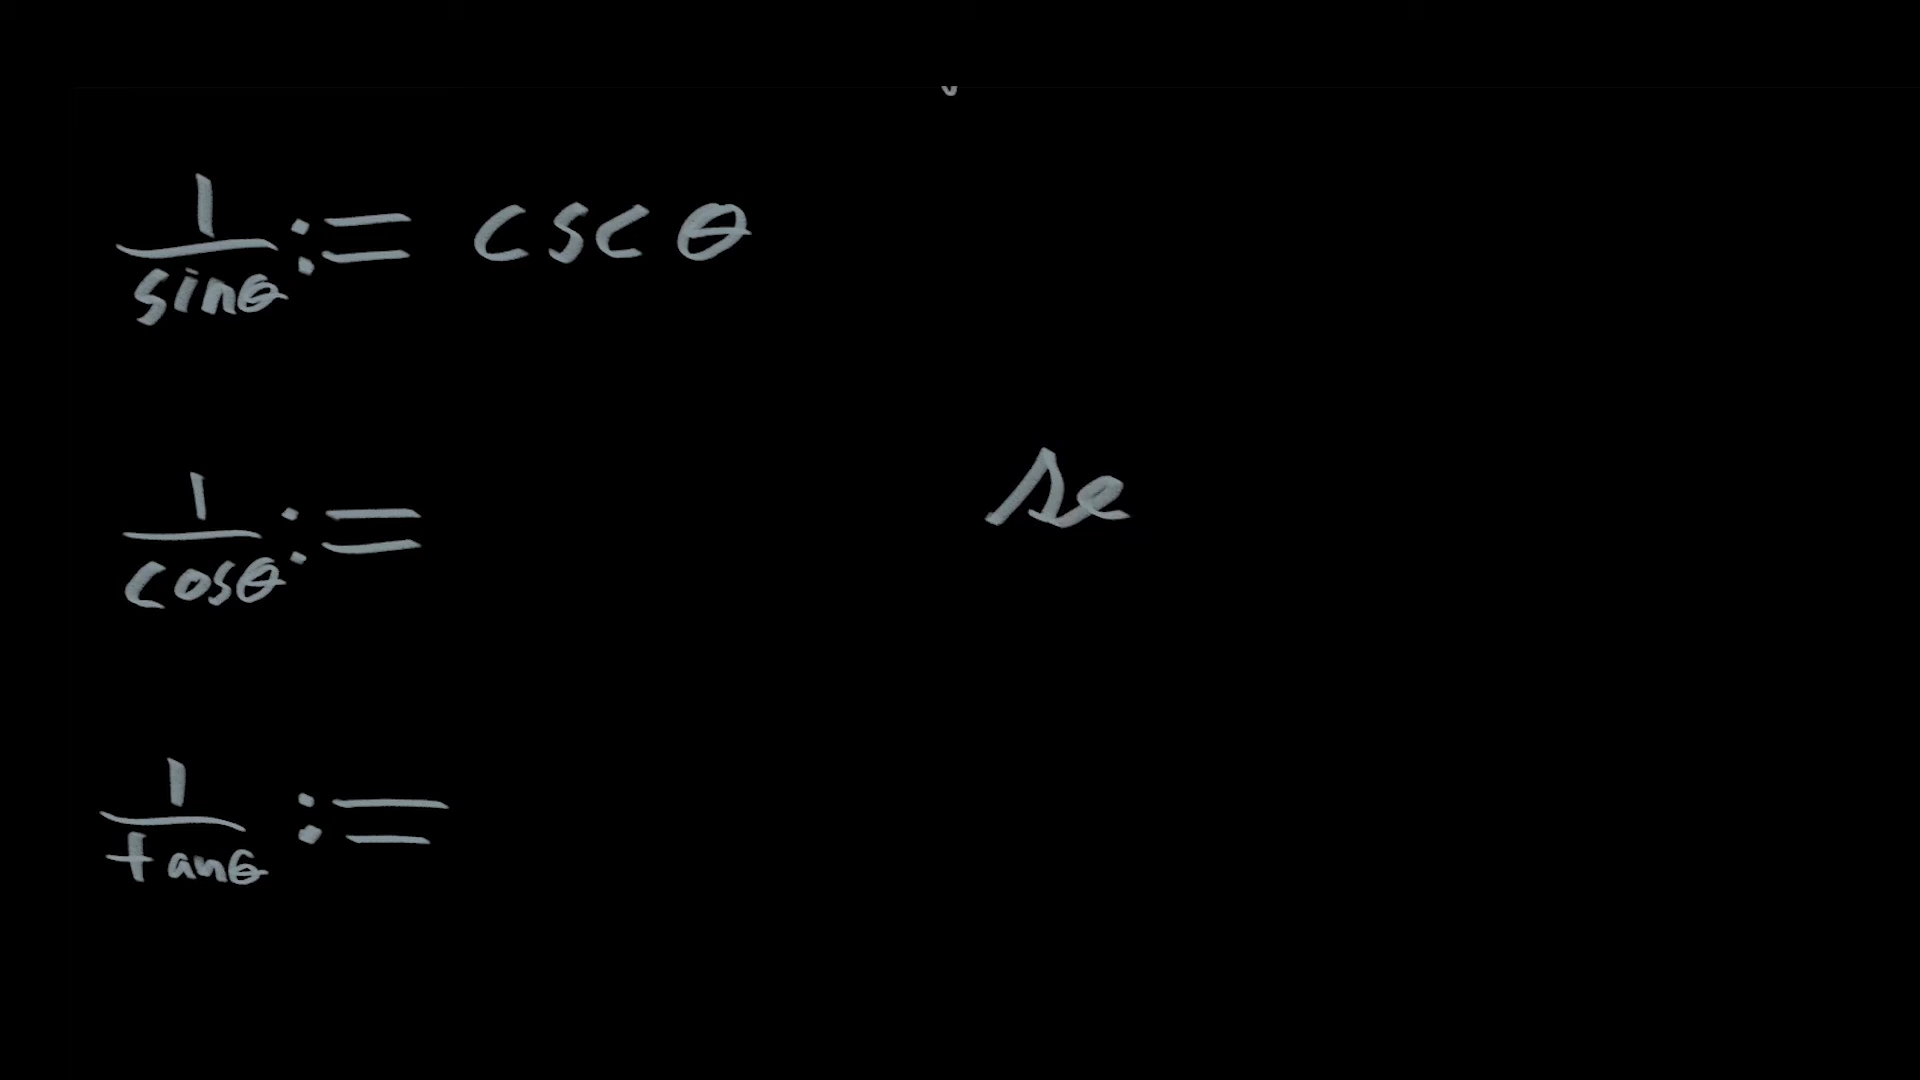 1/sinθ := cscθ
1/cosθ := se
1/tanθ :=